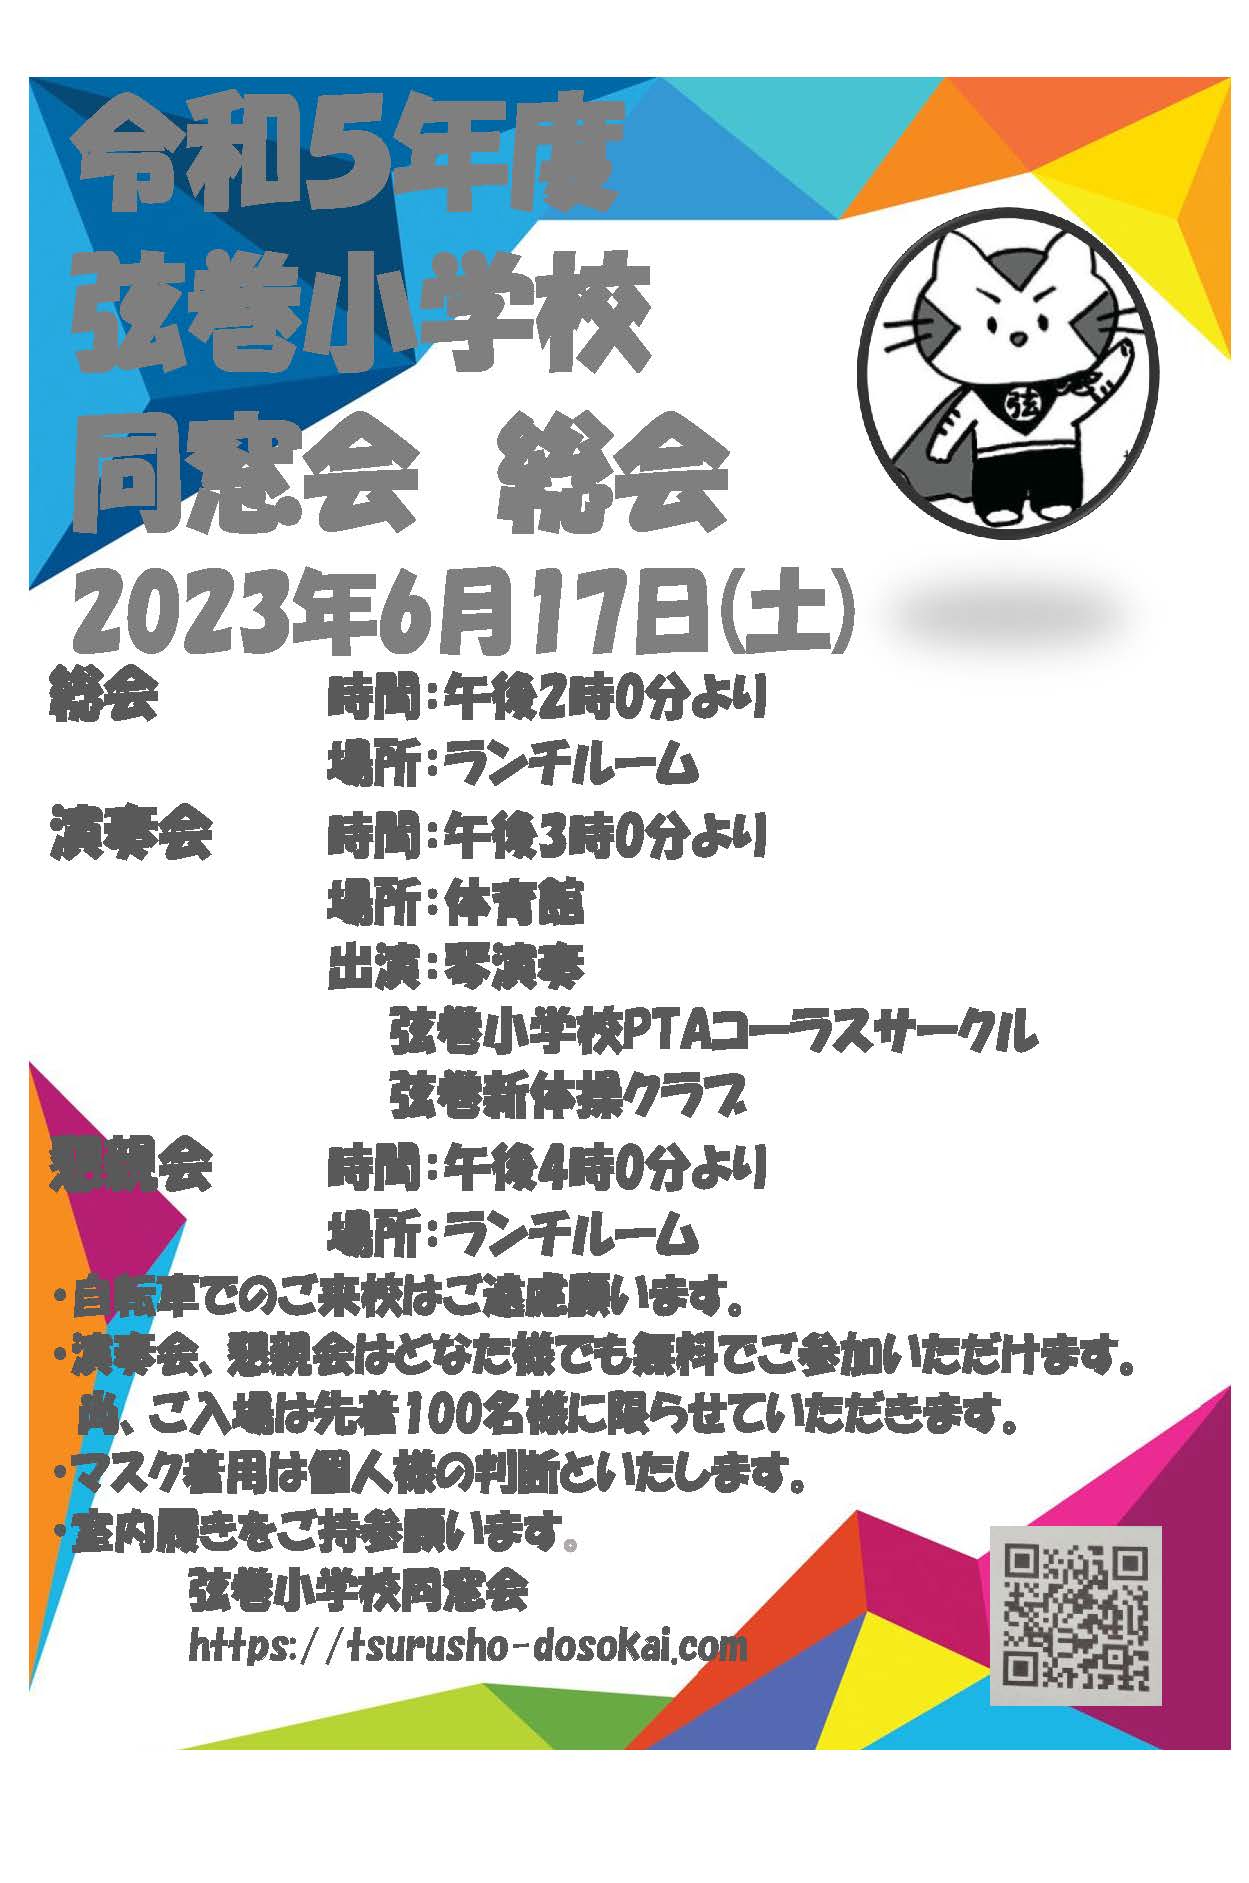 令和5年度
弦巻小学校
同窓会　総会
弦
2023年6月17日(土)
総会　時間：午後2時0分より
場所：ランチルーム
演奏会　時間：午後3時0分より
場所：体育館
出演：琴演奏
弦巻小学校PTAコーラスサークル
弦巻新体操クラブ
懇親会　時間：午後4時0分より
場所：ランチルーム
・自転車でのご来校はご遠慮願います。
・演奏会、懇親会はどなた様でも無料でご参加いただけます。
尚、ご入場は先着100名様に限らせていただきます。
・マスク着用は個人様の判断といたします。
・室内履きをご持参願います。
弦巻小学校同窓会
https://tsurusho-dosokai.com